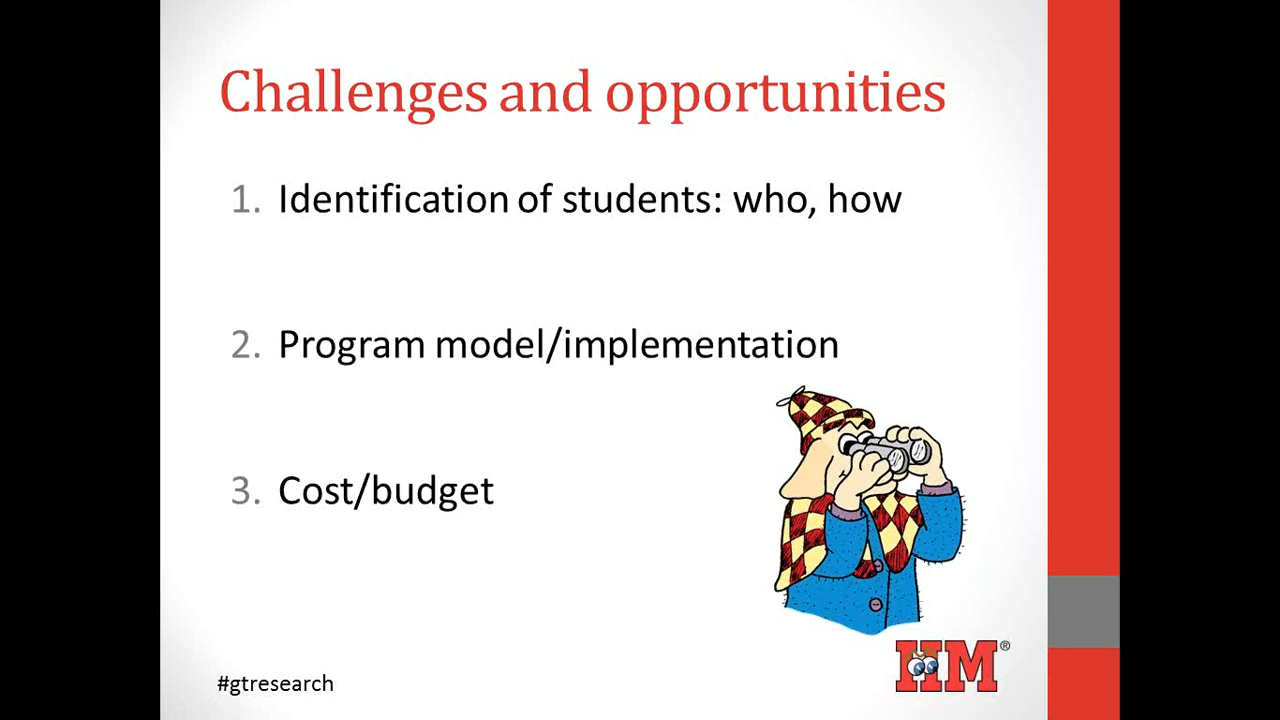 Challenges and opportunities
1. Identification of students: who, how
2. Program model/implementation
3. Cost/budget
HM®
#gtresearch